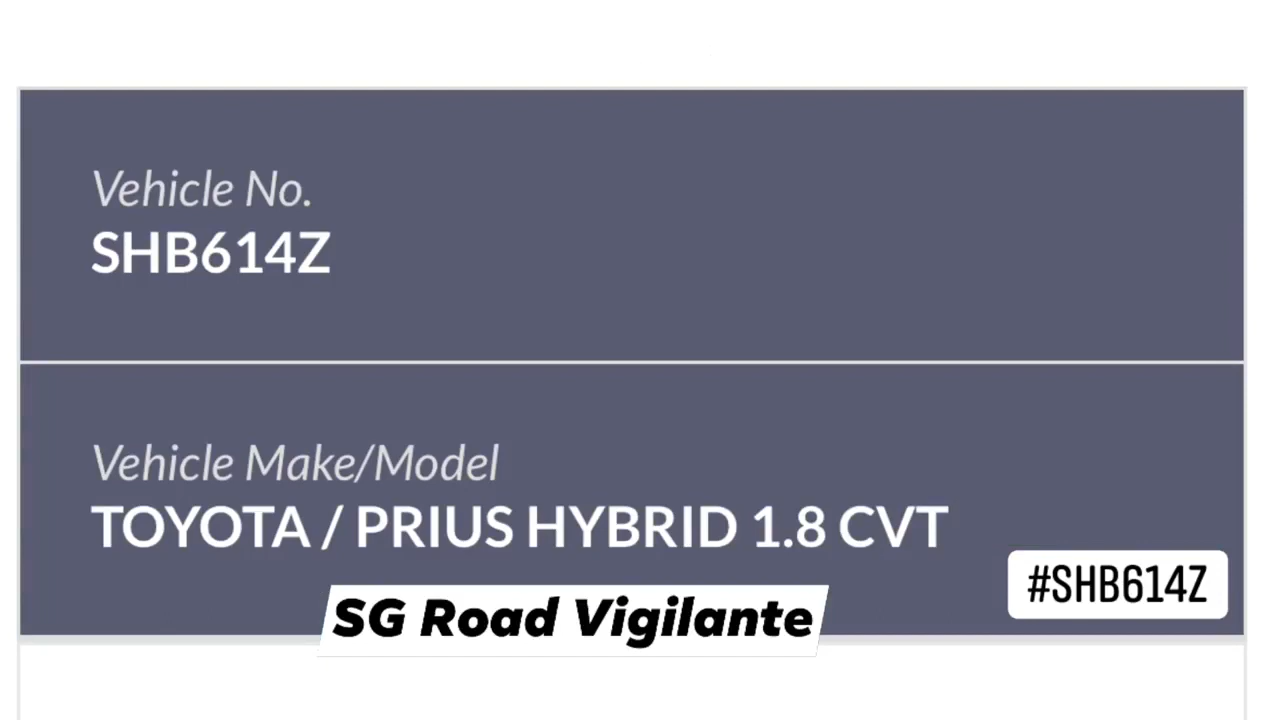 Vehicle No.
SHB614Z
Vehicle Make/Model
TOYOTA / PRIUS HYBRID 1.8 CVT
#SHB614Z
SG Road Vigilante